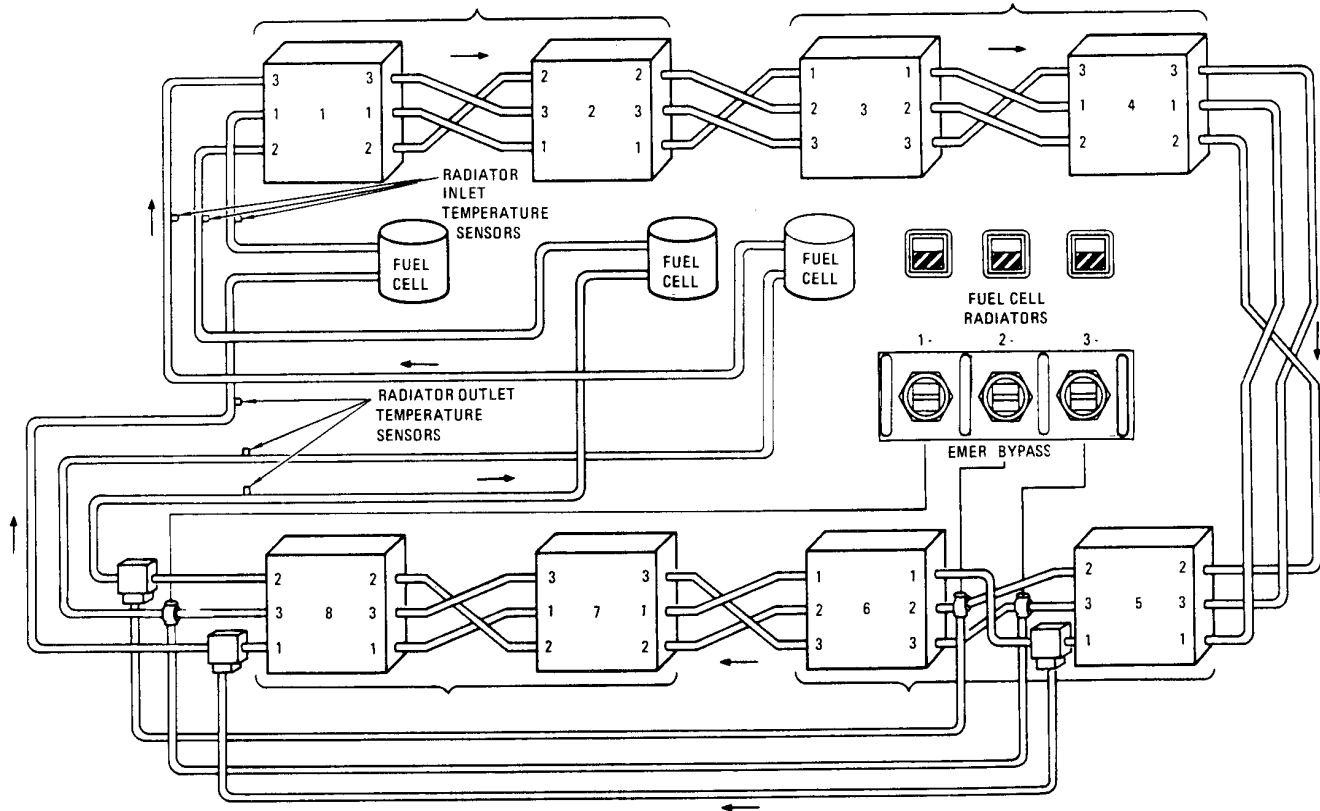 3 3 2 2 1 1 3 3
1 1 1 2 3 3 2 3 2 1 4 1
2 2 1 1 3 3 2 2
RADIATOR
INLET
TEMPERATURE
SENSORS
FUEL
CELL
FUEL
CELL
FUEL
CELL
FUEL CELL
RADIATORS
1 - 2 - 3 -
RADIATOR OUTLET
TEMPERATURE
SENSORS
EMER BYPASS
2 2 3 3 1 1 2 2
3 8 3 1 7 1 2 6 2 3 5 3
1 1 2 2 3 3 1 1